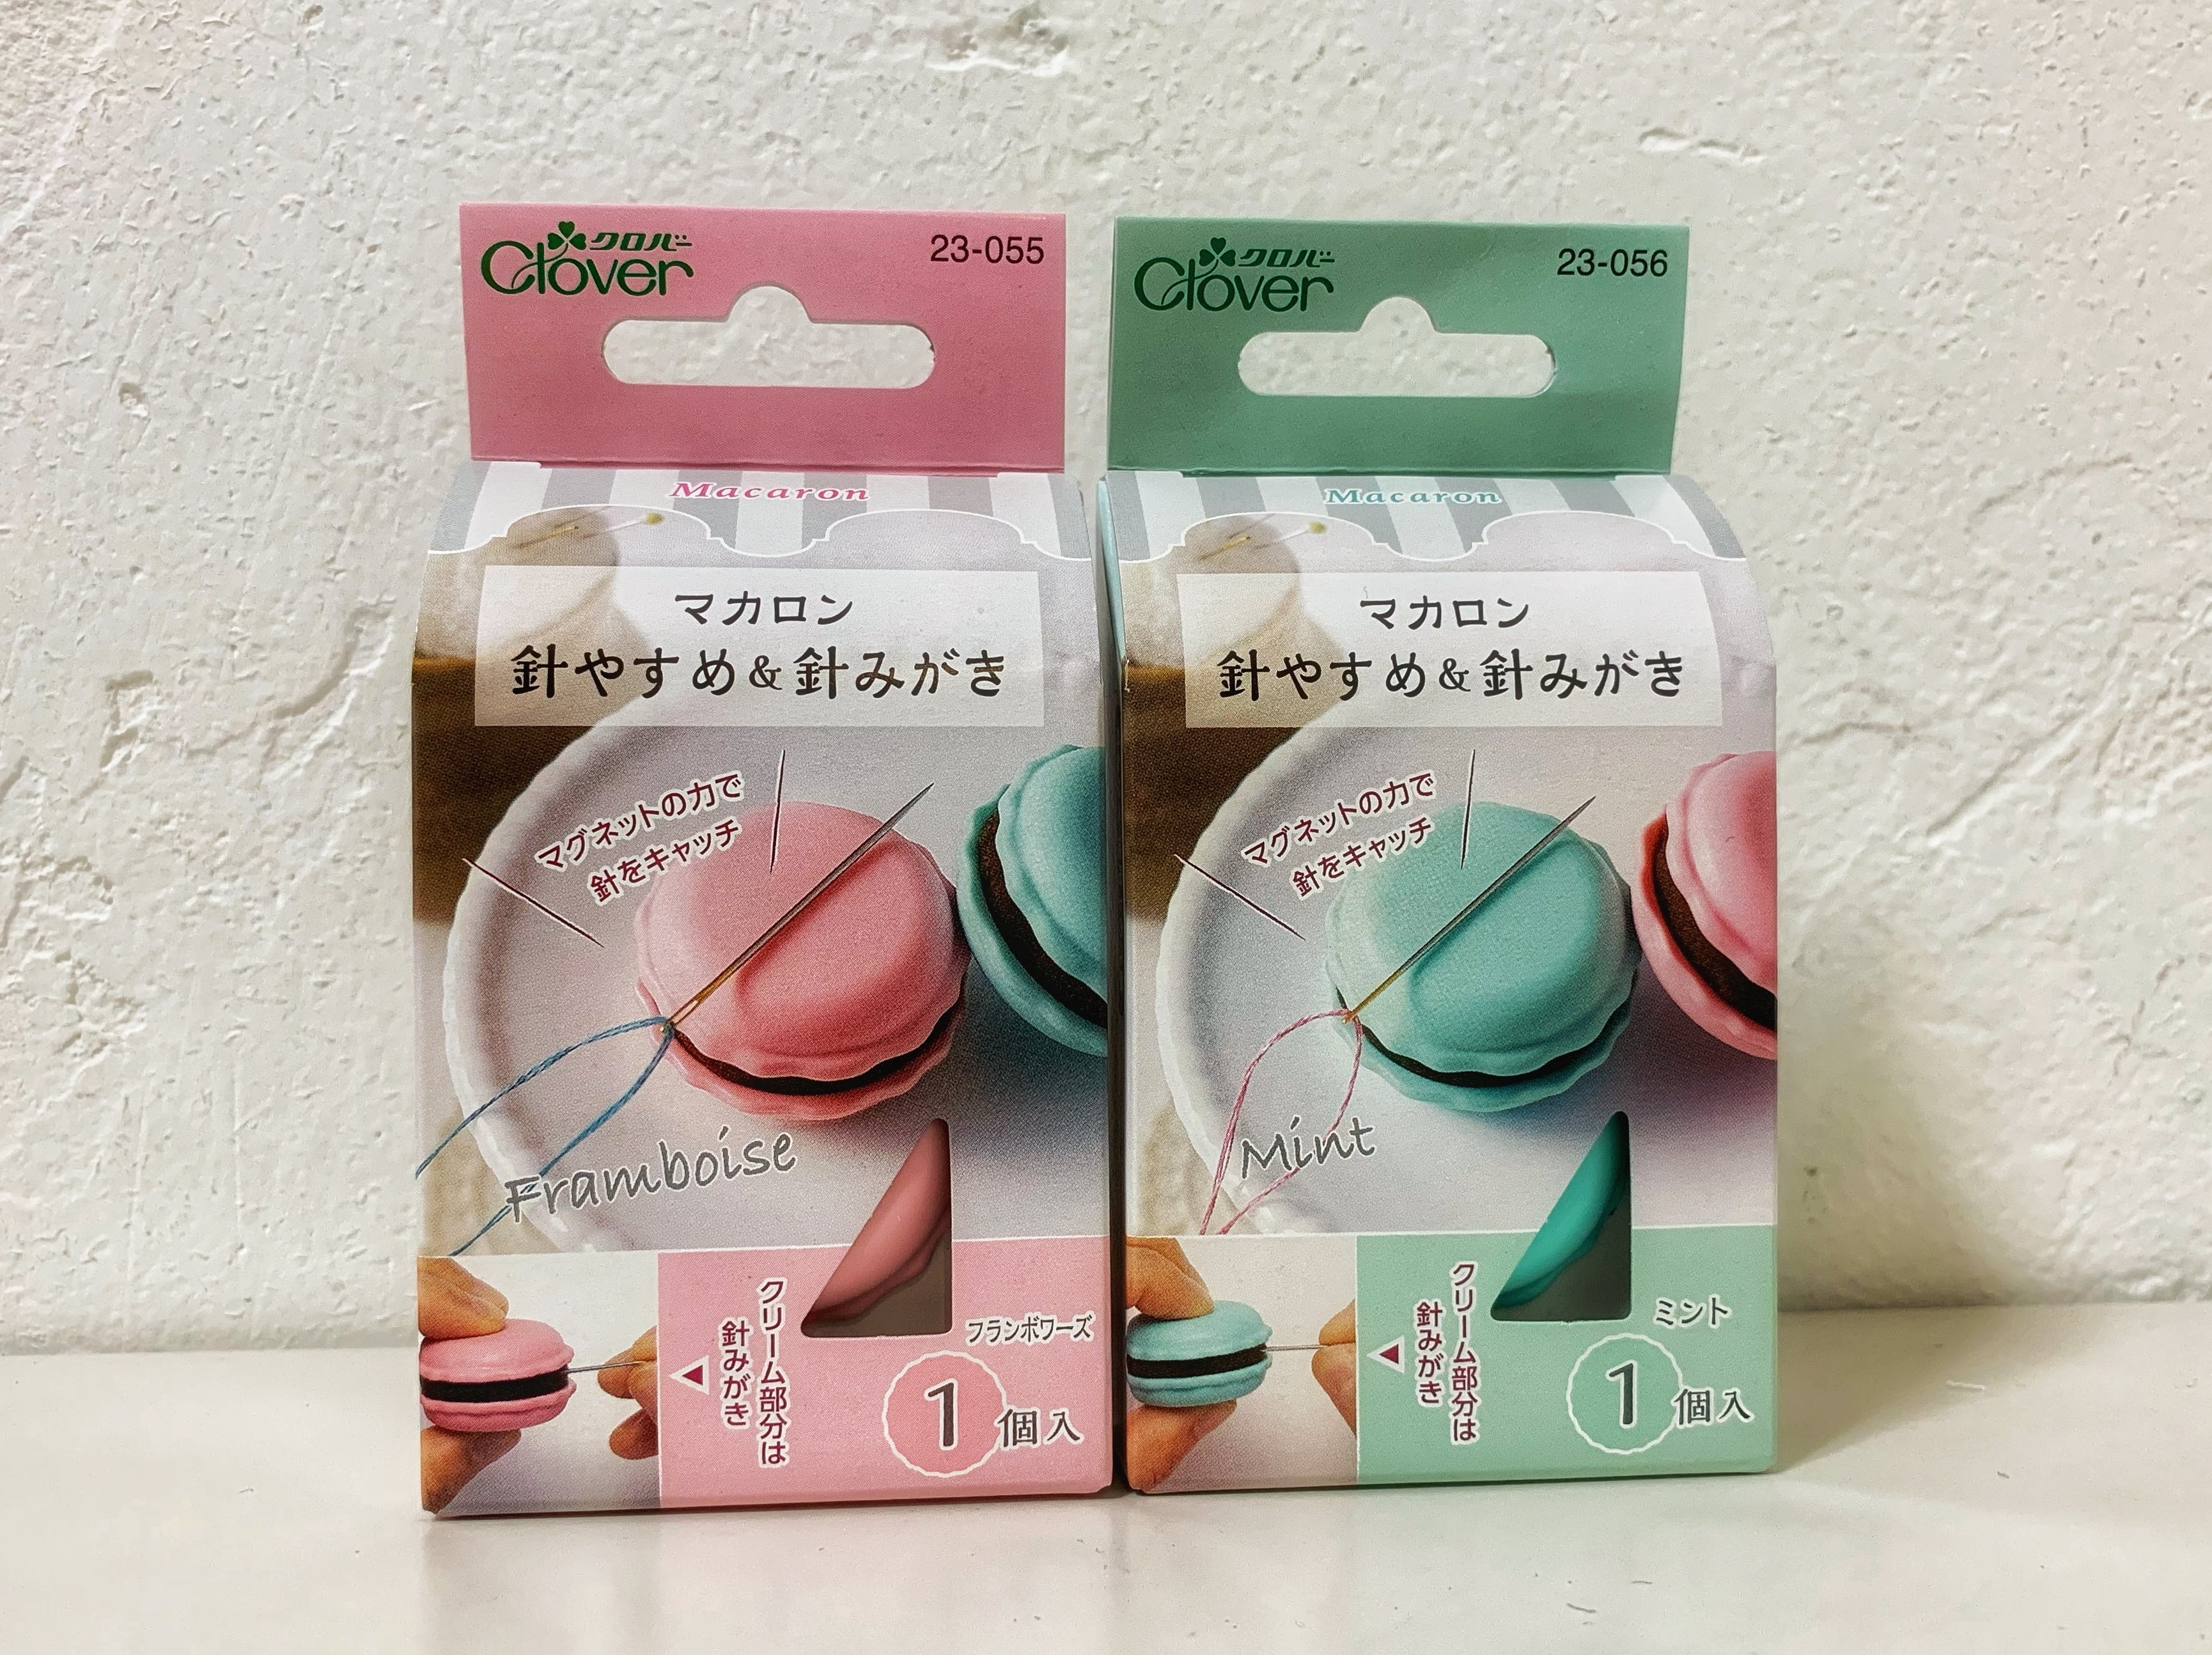 クロバー
Clover
23-055
Macaron
マカロン
針やすめ&針みがき
マグネットの力で
針をキャッチ
Framboise
クリーム部分は
針みがき
フランボワーズ
1個入
クロバー
Clover
23-056
Macaron
マカロン
針やすめ&針みがき
マグネットの力で
針をキャッチ
Mint
クリーム部分は
針みがき
ミント
1個入